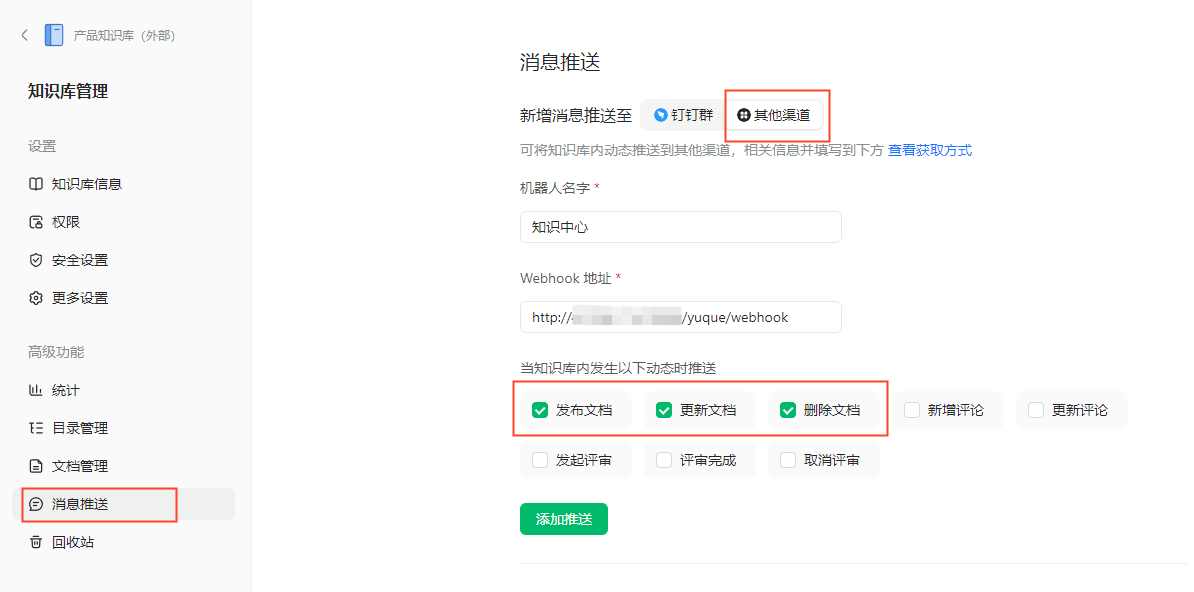 产品知识库（外部）
知识库管理
设置
知识库信息
权限
安全设置
更多设置
高级功能
统计
目录管理
文档管理
消息推送
回收站
消息推送
新增消息推送至 钉钉群 其他渠道
可将知识库内动态推送到其他渠道，相关信息并填写到下方 查看获取方式
机器人名字 *
知识中心
Webhook 地址 *
http:// /yuque/webhook
当知识库内发生以下动态时推送
发布文档 更新文档 删除文档 新增评论 更新评论
发起评审 评审完成 取消评审
添加推送